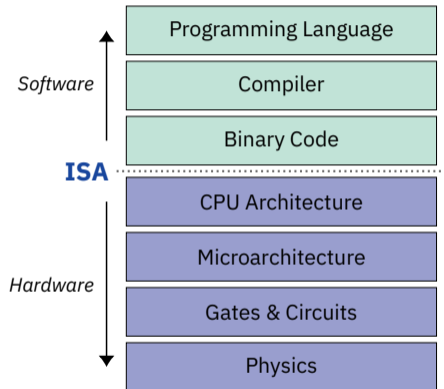 Programming Language
Software
Compiler
Binary Code
ISA
CPU Architecture
Microarchitecture
Hardware
Gates & Circuits
Physics